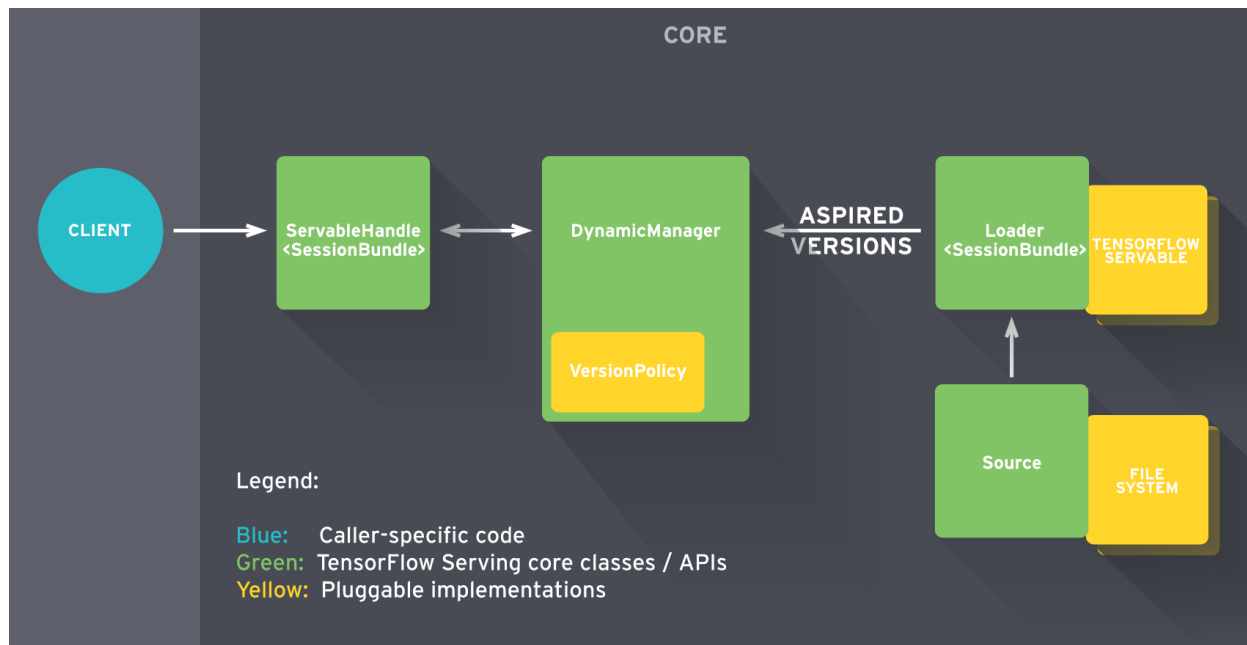 CORE
CLIENT
ServableHandle
<SessionBundle>
DynamicManager
VersionPolicy
ASPIRED
VERSIONS
Loader
<SessionBundle>
TENSORFLOW
SERVABLE
Source
FILE
SYSTEM
Legend:
Blue: Caller-specific code
Green: TensorFlow Serving core classes / APIs
Yellow: Pluggable implementations